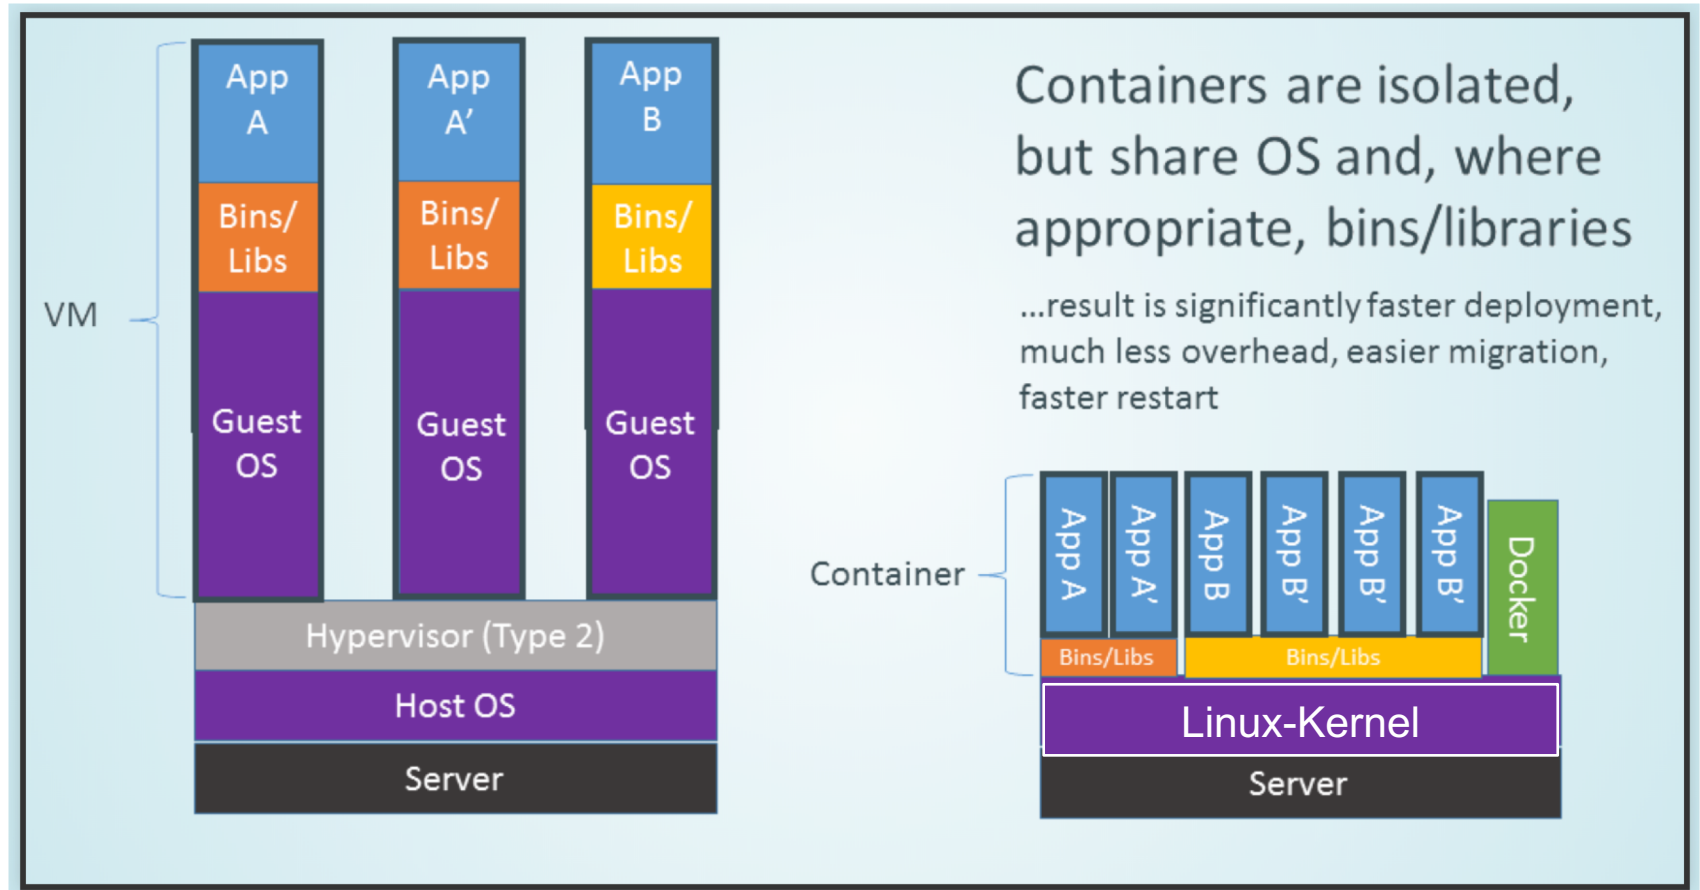 VM
App
A
Bins/
Libs
Guest
OS
App
A’
Bins/
Libs
Guest
OS
App
B
Bins/
Libs
Guest
OS
Hypervisor (Type 2)
Host OS
Server
Containers are isolated,
but share OS and, where
appropriate, bins/libraries
...result is significantly faster deployment,
much less overhead, easier migration,
faster restart
Container
App A
App A’
App B
App B’
App B’
App B’
Docker
Bins/Libs
Bins/Libs
Linux-Kernel
Server